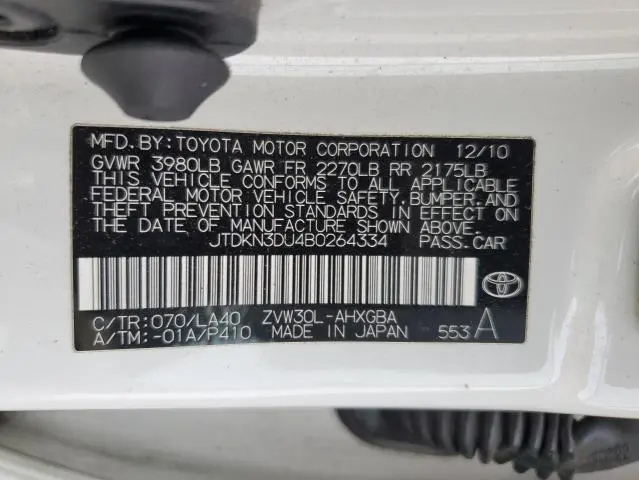 MFD. BY: TOYOTA MOTOR CORPORATION 12/10
GVWR 3980LB GAWR FR 2270LB RR 2175LB
THIS VEHICLE CONFORMS TO ALL APPLICABLE
FEDERAL MOTOR VEHICLE SAFETY, BUMPER, AND
THEFT PREVENTION STANDARDS IN EFFECT ON
THE DATE OF MANUFACTURE SHOWN ABOVE.
JTDKN3DU4B0264334 PASS. CAR
C/TR: 070/LA40 ZVW30L-AHXGBA
A/TM: -01A/P410 MADE IN JAPAN 553 A